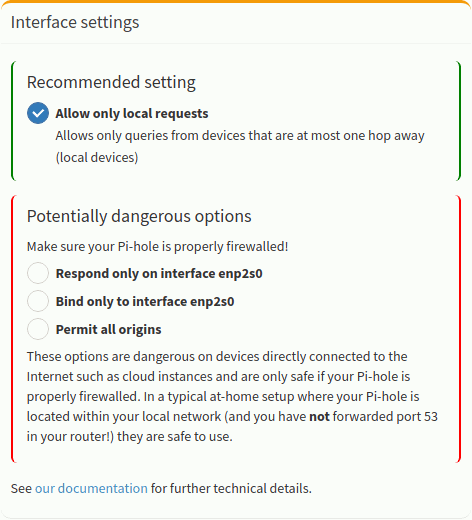 Interface settings
Recommended setting
Allow only local requests
Allows only queries from devices that are at most one hop away
(local devices)
Potentially dangerous options
Make sure your Pi-hole is properly firewalled!
Respond only on interface enp2s0
Bind only to interface enp2s0
Permit all origins
These options are dangerous on devices directly connected to the
Internet such as cloud instances and are only safe if your Pi-hole is
properly firewalled. In a typical at-home setup where your Pi-hole is
located within your local network (and you have not forwarded port 53
in your router!) they are safe to use.
See our documentation for further technical details.